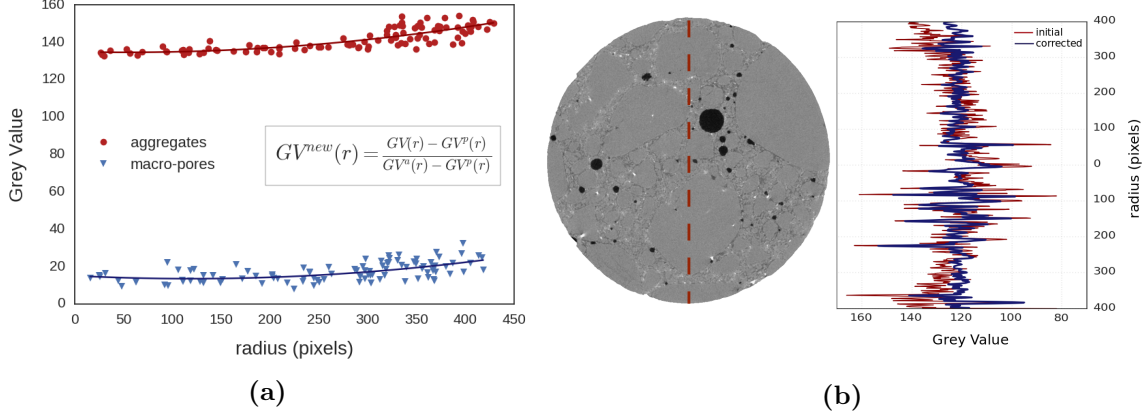 160
140
120
100
80
60
40
20
0
Grey Value
aggregates
macro-pores
GV^{new}(r) = \frac{GV(r) - GV^{p}(r)}{GV^{a}(r) - GV^{p}(r)}
0 50 100 150 200 250 300 350 400 450
radius (pixels)
(a)
initial
corrected
400
300
200
100
0
100
200
300
400
radius (pixels)
160 140 120 100 80
Grey Value
(b)